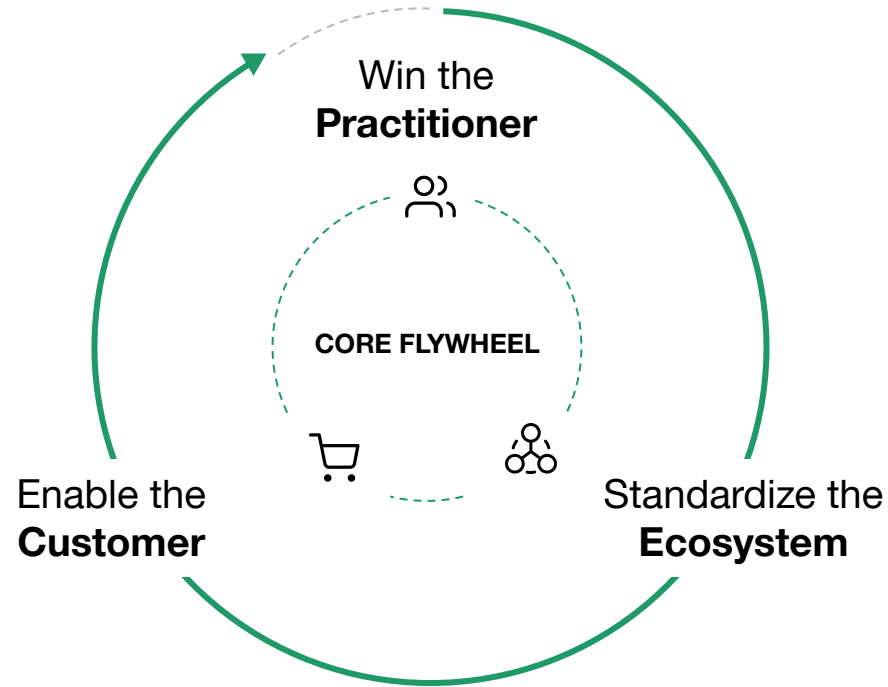 Win the
Practitioner
CORE FLYWHEEL
Enable the
Customer
Standardize the
Ecosystem